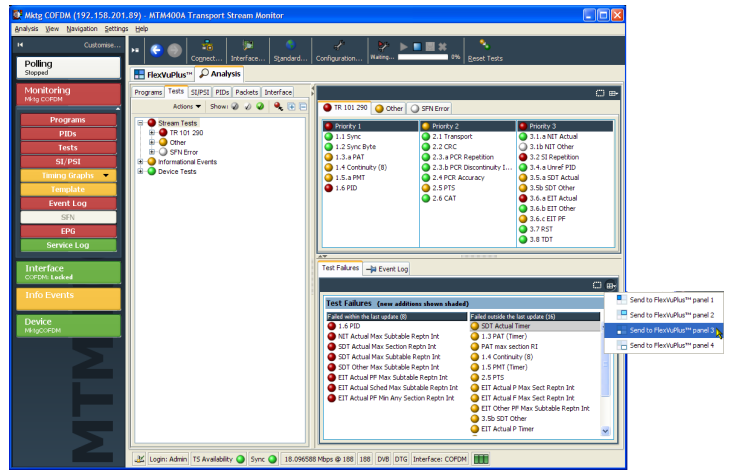 Mktg COFDM (192.158.201.89) - MTM400A Transport Stream Monitor
Analysis View Navigation Settings Help
Customise...
Connect... Interface... Standard... Configuration... Waiting... 0% Reset Tests
Polling
Stopped
FlexVuPlus™ Analysis
Monitoring
Mktg COFDM
Programs
PIDs
Tests
SI/PSI
Timing Graphs
Template
Event Log
SFN
EPG
Service Log
Interface
COFDM: Locked
Info Events
Device
MktgCOFDM
MTM
Programs Tests SI/PSI PIDs Packets Interface
Actions Show:
Stream Tests
TR 101 290
Other
SFN Error
Informational Events
Device Tests
TR 101 290 Other SFN Error
Priority 1
1.1 Sync
1.2 Sync Byte
1.3.a PAT
1.4 Continuity (8)
1.5.a PMT
1.6 PID
Priority 2
2.1 Transport
2.2 CRC
2.3.a PCR Repetition
2.3.b PCR Discontinuity I...
2.4 PCR Accuracy
2.5 PTS
2.6 CAT
Priority 3
3.1.a NIT Actual
3.1b NIT Other
3.2 SI Repetition
3.4.a Unref PID
3.5.a SDT Actual
3.5b SDT Other
3.6.a EIT Actual
3.6.b EIT Other
3.6.c EIT PF
3.7 RST
3.8 TDT
Test Failures Event Log
Test Failures (new additions shown shaded)
Failed within the last update (8)
1.6 PID
NIT Actual Max Subtable Reptn Int
SDT Actual Max Section Reptn Int
SDT Actual Max Subtable Reptn Int
SDT Other Max Subtable Reptn Int
EIT Actual PF Max Subtable Reptn Int
EIT Actual Sched Max Subtable Reptn Int
EIT Actual PF Min Any Section Reptn Int
Failed outside the last update (16)
SDT Actual Timer
1.3 PAT (Timer)
PAT max section RI
1.4 Continuity (8)
1.5 PMT (Timer)
2.5 PTS
EIT Actual P Max Sect Reptn Int
EIT Actual F Max Sect Reptn Int
EIT Other PF Max Subtable Reptn Int
3.5b SDT Other
EIT Actual P Timer
Send to FlexVuPlus™ panel 1
Send to FlexVuPlus™ panel 2
Send to FlexVuPlus™ panel 3
Send to FlexVuPlus™ panel 4
Login: Admin TS Availability Sync 18.096588 Mbps @ 188 188 DVB DTG Interface: COFDM